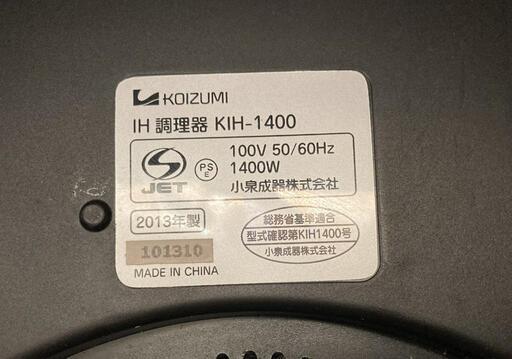 KOIZUMI
IH 調理器 KIH-1400
S JET
PS E
100V 50/60Hz
1400W
小泉成器株式会社
2013年製
101310
MADE IN CHINA
総務省基準適合
型式確認第KIH1400号
小泉成器株式会社